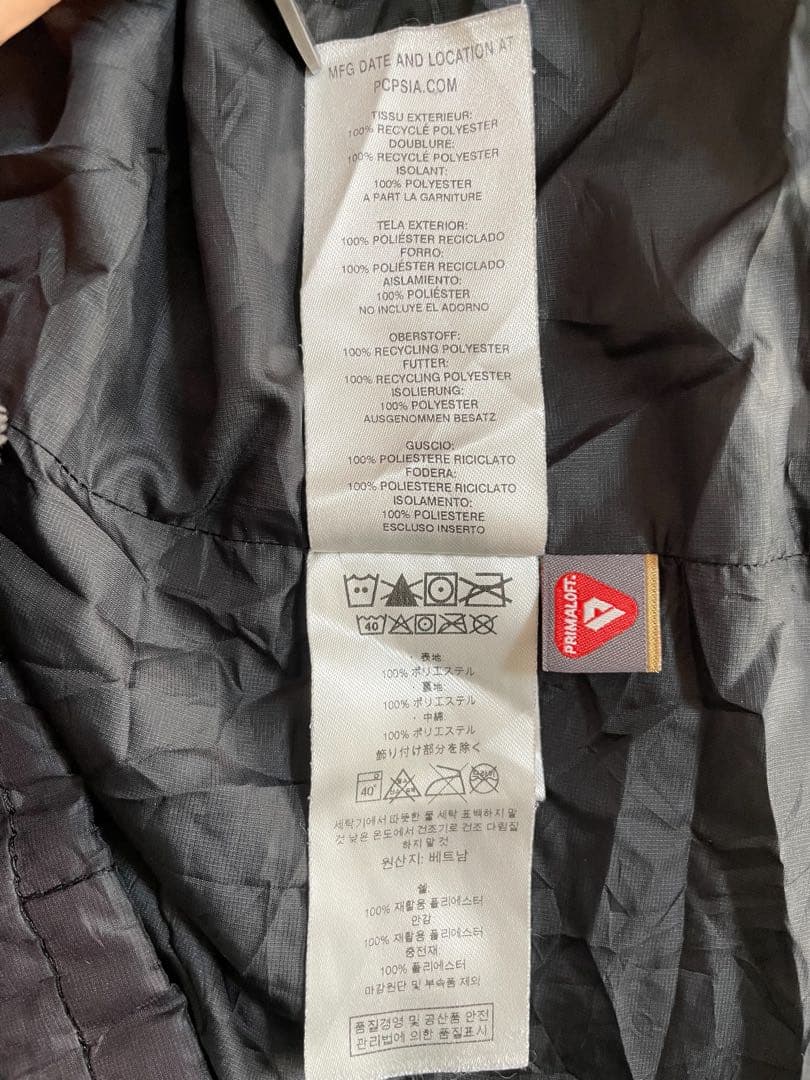 MFG DATE AND LOCATION AT
PCPSIA.COM
TISSU EXTERIEUR:
100% RECYCLÉ POLYESTER
DOUBLURE:
100% RECYCLÉ POLYESTER
ISOLANT:
100% POLYESTER
A PART LA GARNITURE
TELA EXTERIOR:
100% POLIÉSTER RECICLADO
FORRO:
100% POLIÉSTER RECICLADO
AISLAMIENTO:
100% POLIÉSTER
NO INCLUYE EL ADORNO
OBERSTOFF:
100% RECYCLING POLYESTER
FUTTER:
100% RECYCLING POLYESTER
ISOLIERUNG:
100% POLYESTER
AUSGENOMMEN BESATZ
GUSCIO:
100% POLIESTERE RICICLATO
FODERA:
100% POLIESTERE RICICLATO
ISOLAMENTO:
100% POLIESTERE
ESCLUSO INSERTO
PRIMALOFT®
40
・ 表地:
100% ポリエステル
・ 裏地:
100% ポリエステル
・ 中綿:
100% ポリエステル
飾り付け部分を除く
40°
세탁기에서 따뜻한 물 세탁 표백하지 말
것 낮은 온도에서 건조기로 건조 다림질
하지 말 것
원산지: 베트남
쉘:
100% 재활용 폴리에스터
안감:
100% 재활용 폴리에스터
충전재
100% 폴리에스터
마감원단 및 부속품 제외
품질경영 및 공산품 안전
관리법에 의한 품질표시